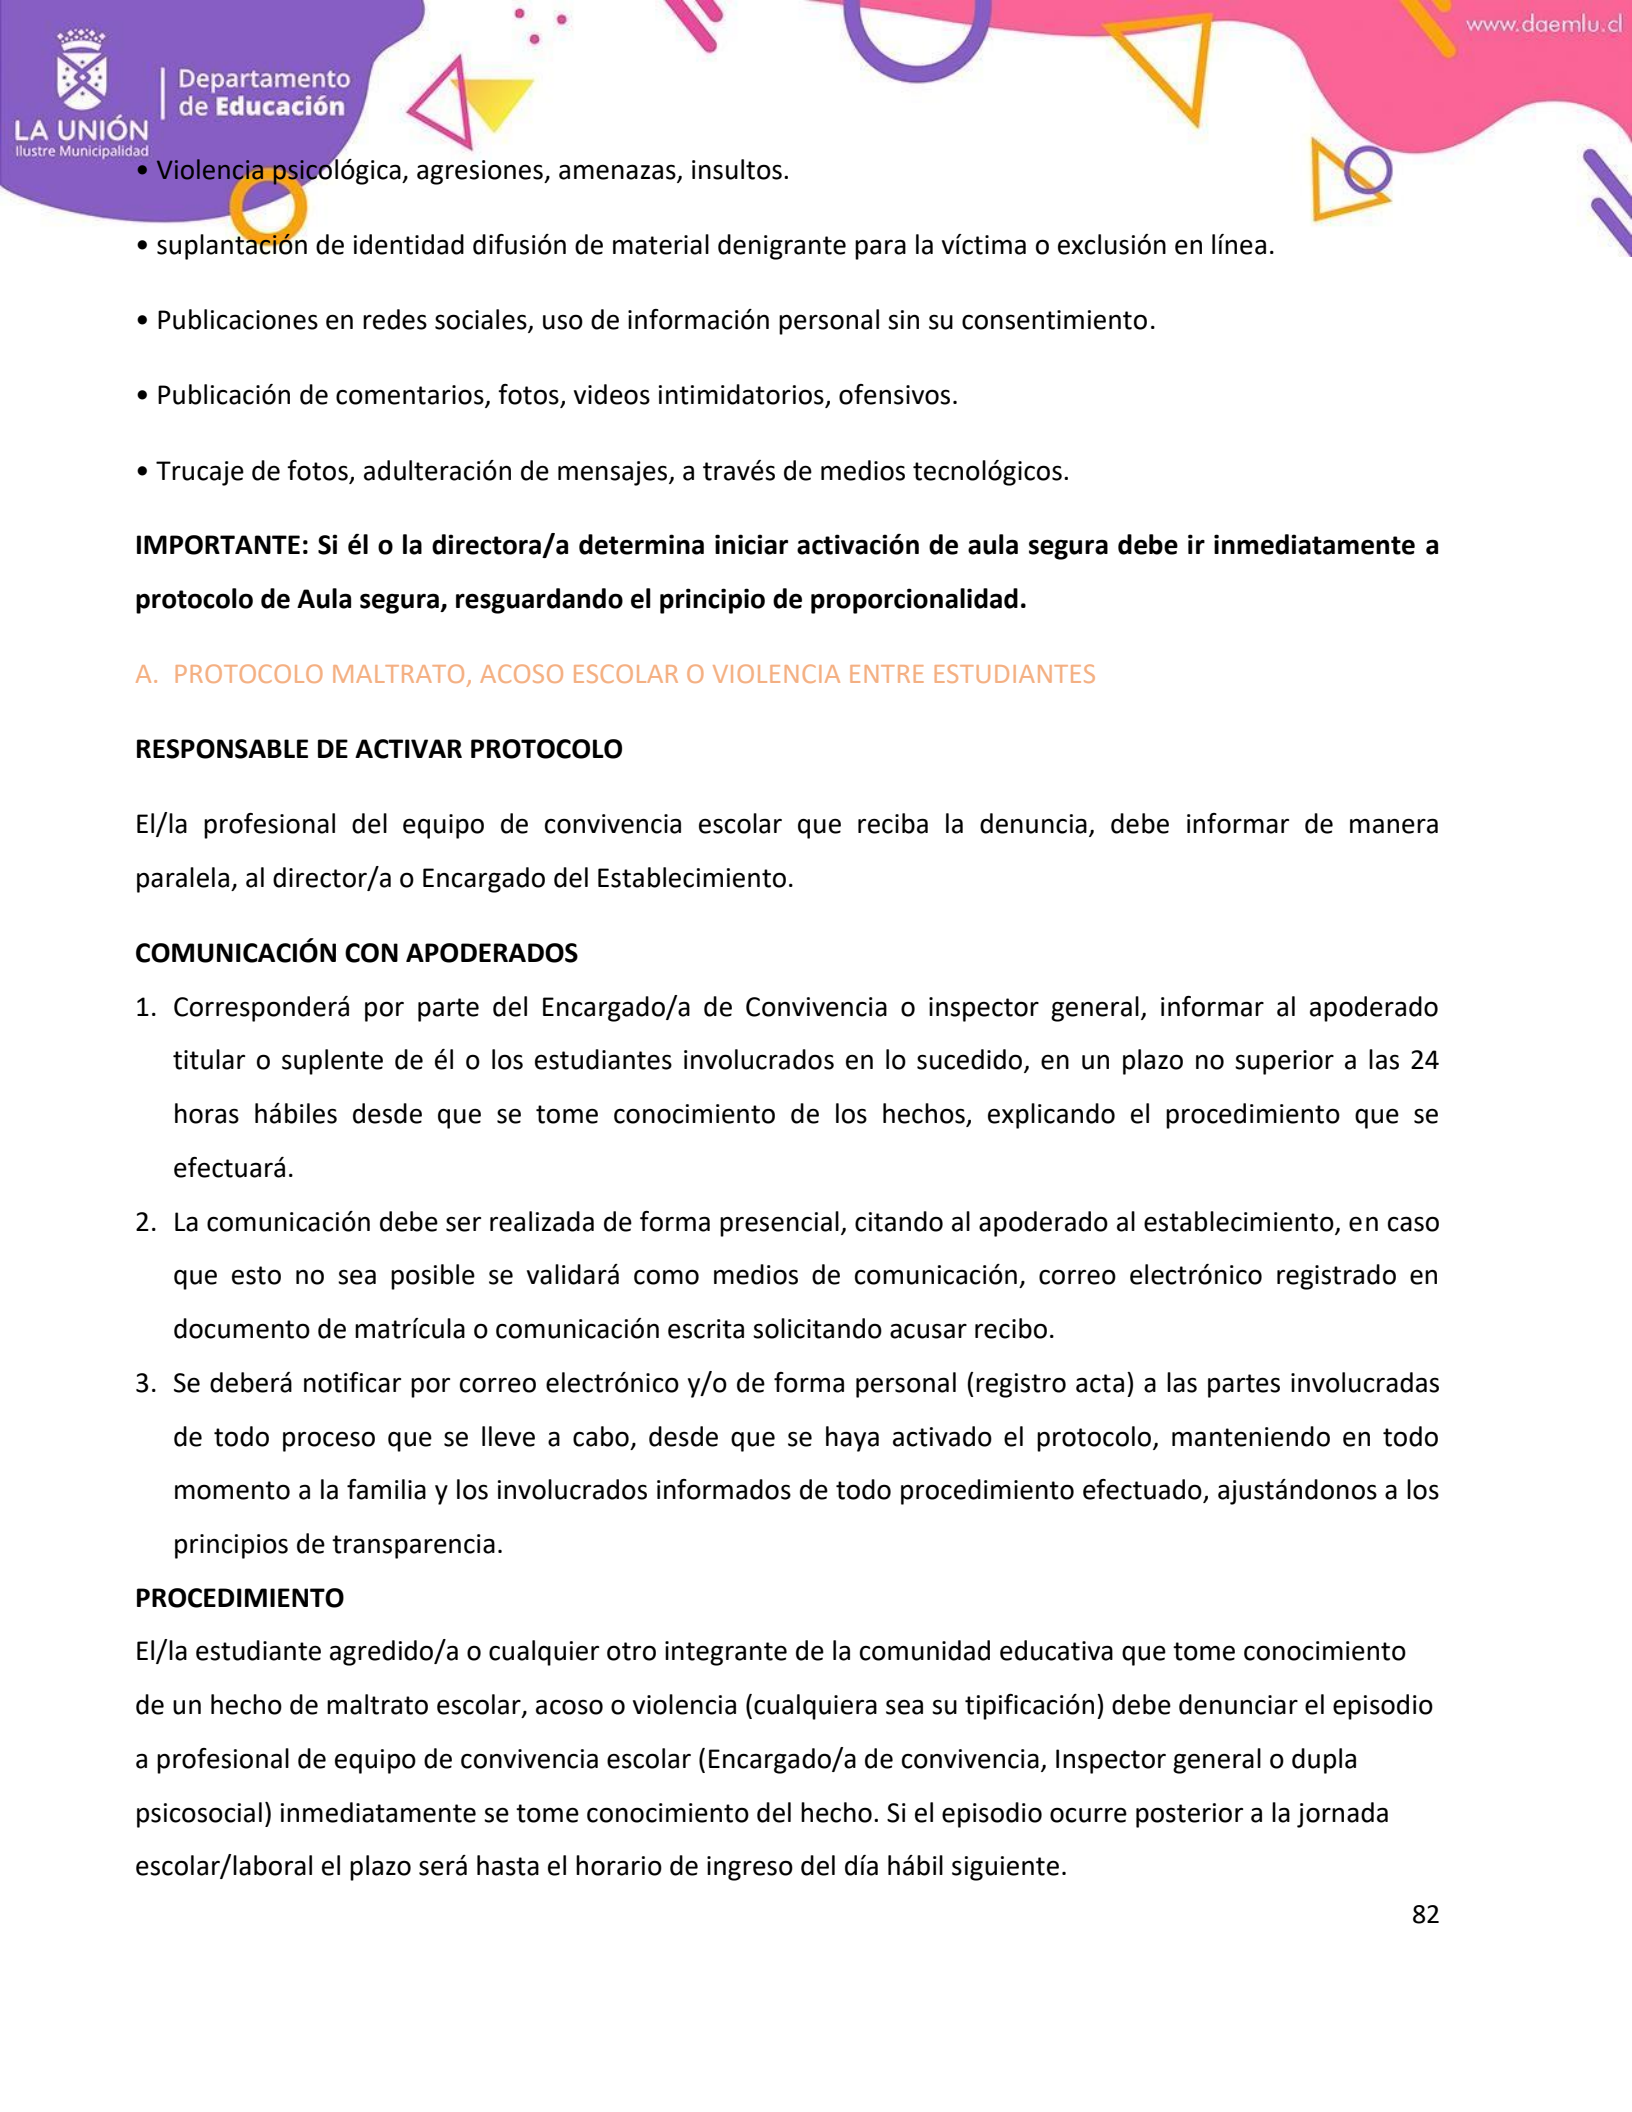 www.daemlu.cl
Departamento
de Educación
LA UNIÓN
Ilustre Municipalidad
• Violencia psicológica, agresiones, amenazas, insultos.
• suplantación de identidad difusión de material denigrante para la víctima o exclusión en línea.
• Publicaciones en redes sociales, uso de información personal sin su consentimiento.
• Publicación de comentarios, fotos, videos intimidatorios, ofensivos.
• Trucaje de fotos, adulteración de mensajes, a través de medios tecnológicos.
IMPORTANTE: Si él o la directora/a determina iniciar activación de aula segura debe ir inmediatamente a
protocolo de Aula segura, resguardando el principio de proporcionalidad.
A. PROTOCOLO MALTRATO, ACOSO ESCOLAR O VIOLENCIA ENTRE ESTUDIANTES
RESPONSABLE DE ACTIVAR PROTOCOLO
El/la profesional del equipo de convivencia escolar que reciba la denuncia, debe informar de manera
paralela, al director/a o Encargado del Establecimiento.
COMUNICACIÓN CON APODERADOS
1. Corresponderá por parte del Encargado/a de Convivencia o inspector general, informar al apoderado
titular o suplente de él o los estudiantes involucrados en lo sucedido, en un plazo no superior a las 24
horas hábiles desde que se tome conocimiento de los hechos, explicando el procedimiento que se
efectuará.
2. La comunicación debe ser realizada de forma presencial, citando al apoderado al establecimiento, en caso
que esto no sea posible se validará como medios de comunicación, correo electrónico registrado en
documento de matrícula o comunicación escrita solicitando acusar recibo.
3. Se deberá notificar por correo electrónico y/o de forma personal (registro acta) a las partes involucradas
de todo proceso que se lleve a cabo, desde que se haya activado el protocolo, manteniendo en todo
momento a la familia y los involucrados informados de todo procedimiento efectuado, ajustándonos a los
principios de transparencia.
PROCEDIMIENTO
El/la estudiante agredido/a o cualquier otro integrante de la comunidad educativa que tome conocimiento
de un hecho de maltrato escolar, acoso o violencia (cualquiera sea su tipificación) debe denunciar el episodio
a profesional de equipo de convivencia escolar (Encargado/a de convivencia, Inspector general o dupla
psicosocial) inmediatamente se tome conocimiento del hecho. Si el episodio ocurre posterior a la jornada
escolar/laboral el plazo será hasta el horario de ingreso del día hábil siguiente.
82